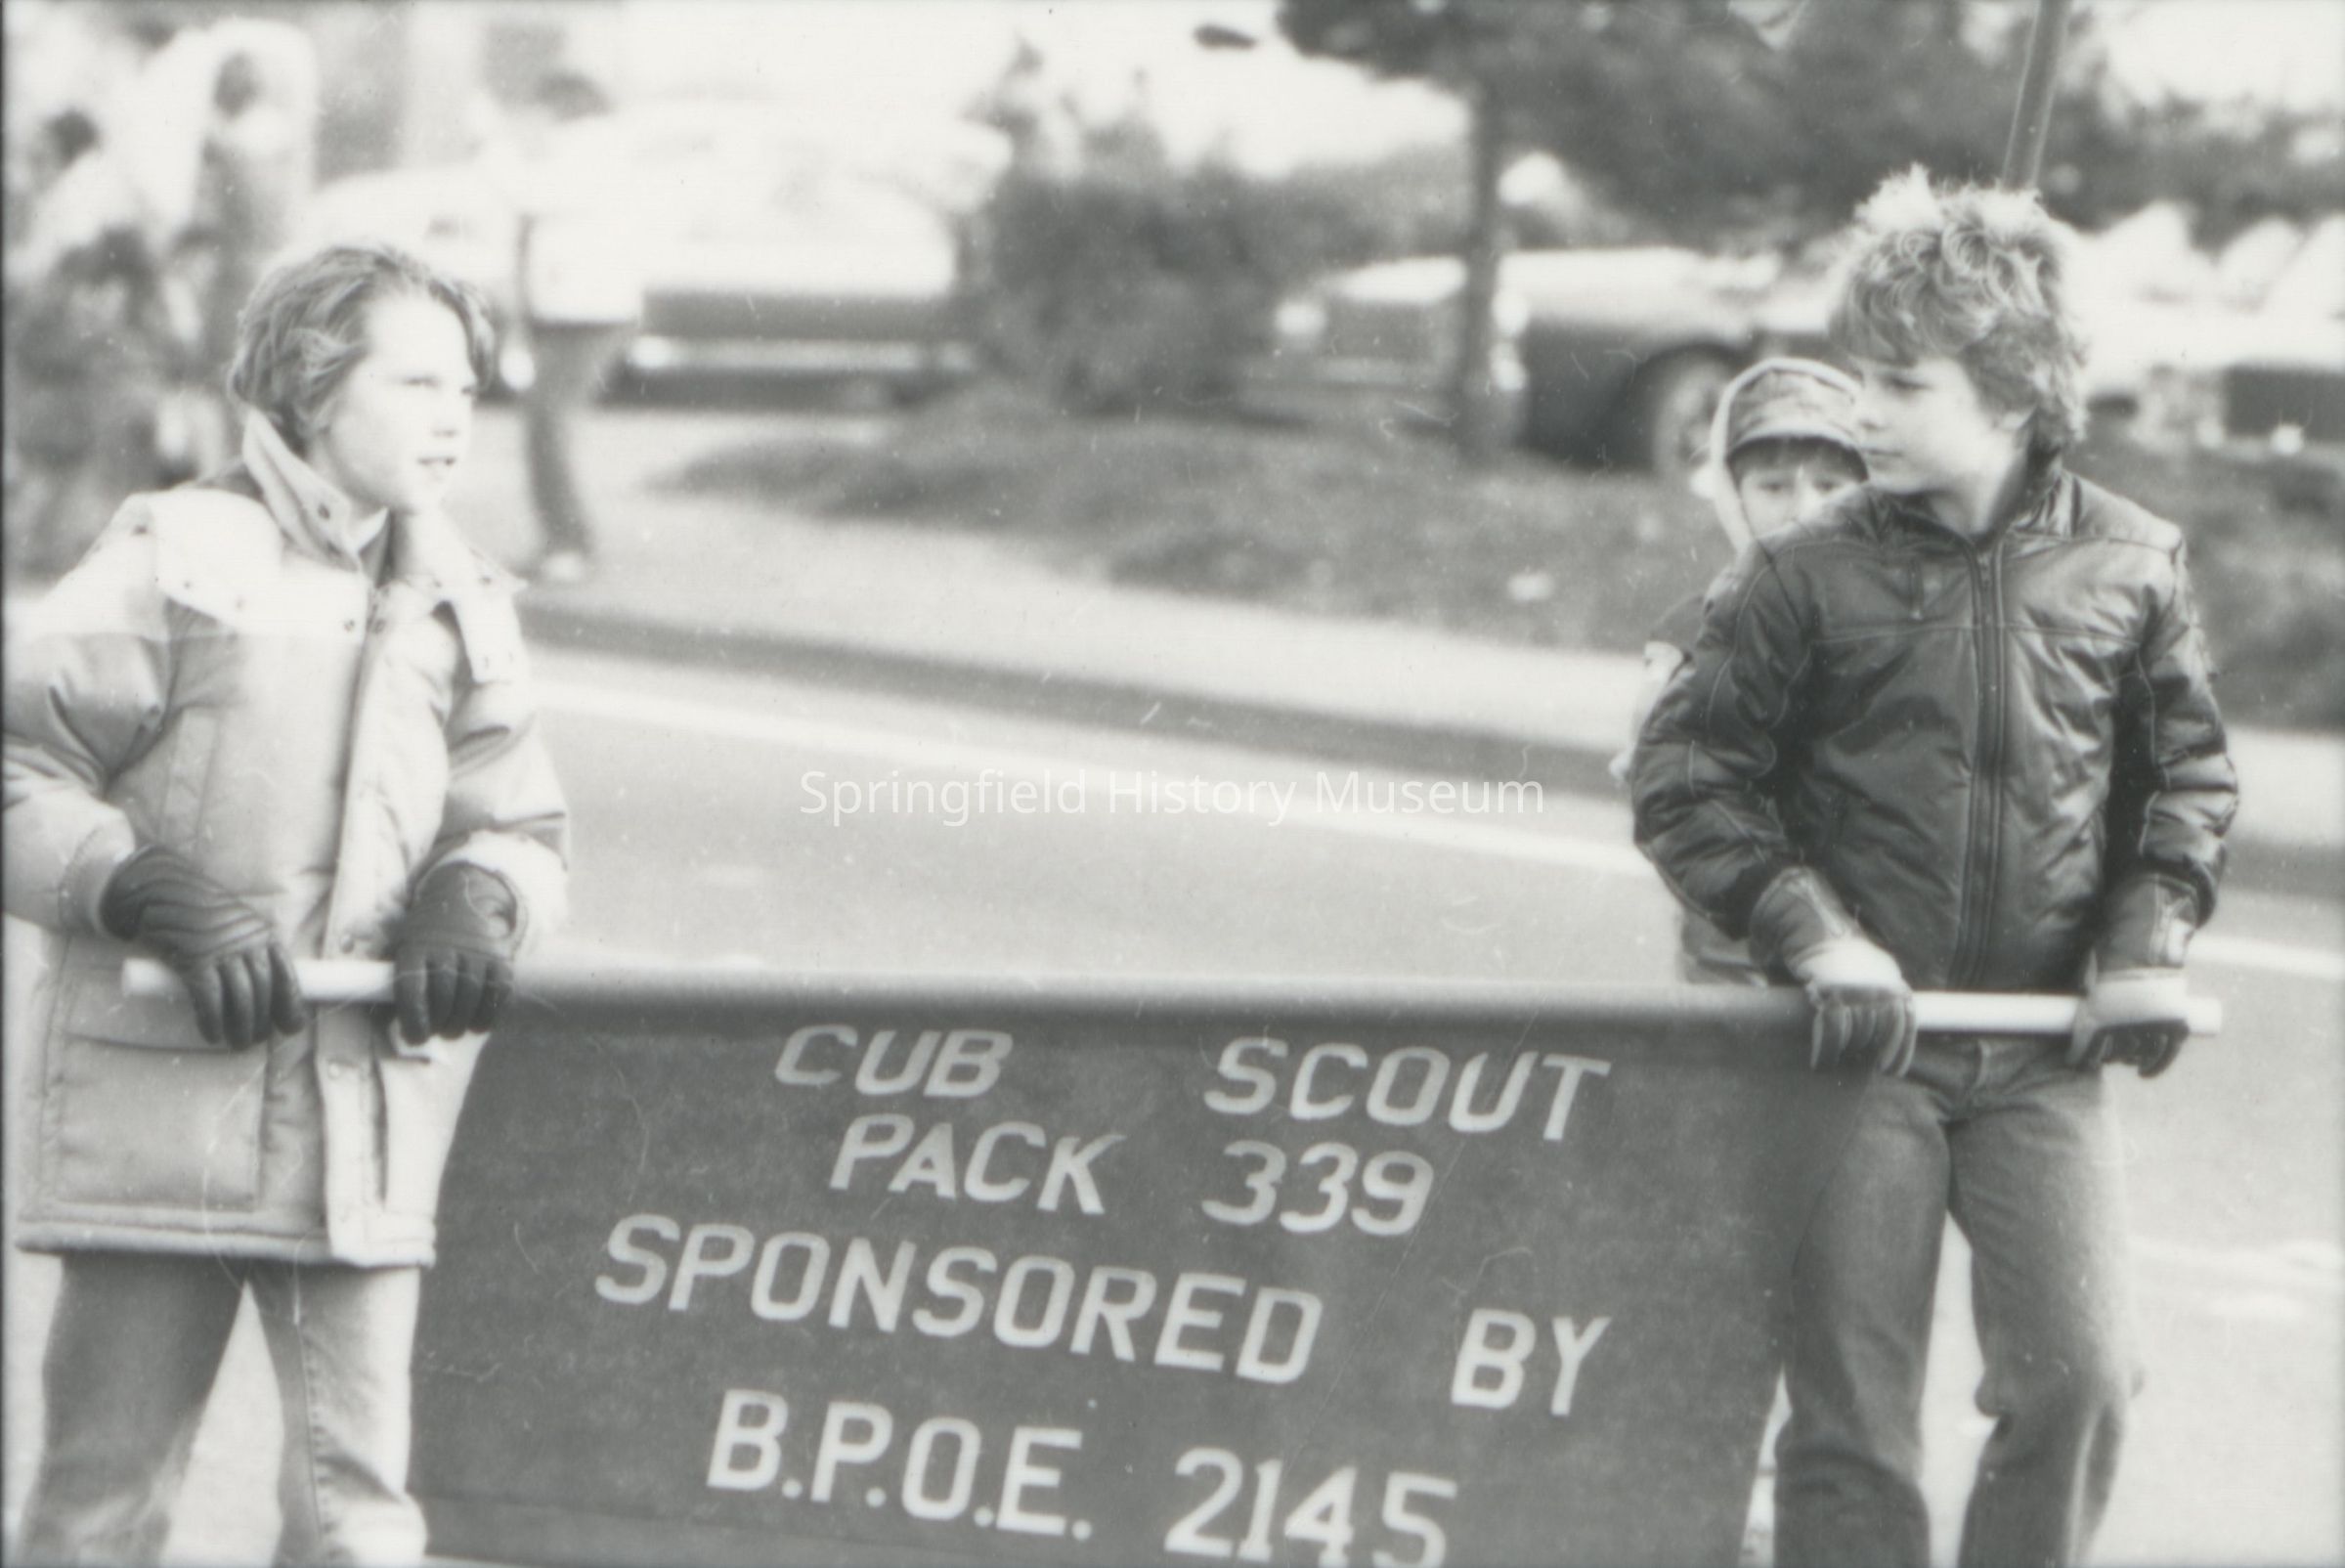 Springfield History Museum
CUB SCOUT
PACK 339
SPONSORED BY
B.P.O.E. 2145